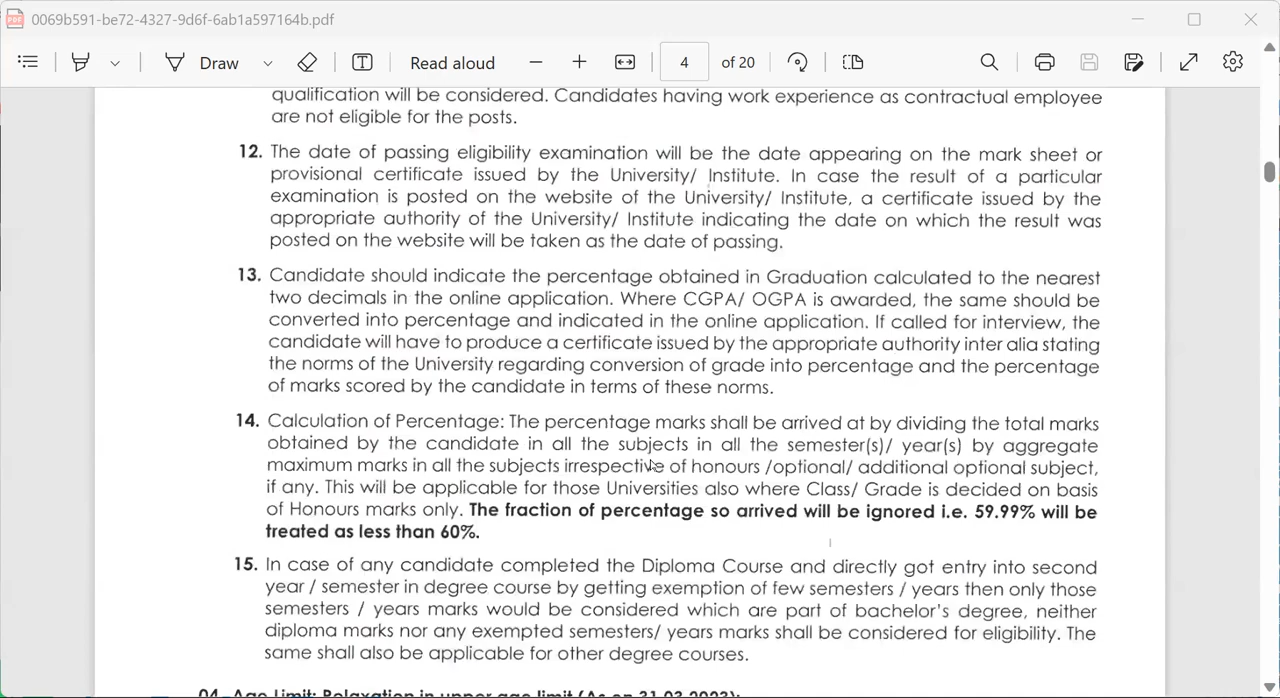 0069b591-be72-4327-9d6f-6ab1a597164b.pdf
Draw Read aloud 4 of 20
qualification will be considered. Candidates having work experience as contractual employee
are not eligible for the posts.
12. The date of passing eligibility examination will be the date appearing on the mark sheet or
provisional certificate issued by the University/ Institute. In case the result of a particular
examination is posted on the website of the University/ Institute, a certificate issued by the
appropriate authority of the University/ Institute indicating the date on which the result was
posted on the website will be taken as the date of passing.
13. Candidate should indicate the percentage obtained in Graduation calculated to the nearest
two decimals in the online application. Where CGPA/ OGPA is awarded, the same should be
converted into percentage and indicated in the online application. If called for interview, the
candidate will have to produce a certificate issued by the appropriate authority inter alia stating
the norms of the University regarding conversion of grade into percentage and the percentage
of marks scored by the candidate in terms of these norms.
14. Calculation of Percentage: The percentage marks shall be arrived at by dividing the total marks
obtained by the candidate in all the subjects in all the semester(s)/ year(s) by aggregate
maximum marks in all the subjects irrespective of honours /optional/ additional optional subject,
if any. This will be applicable for those Universities also where Class/ Grade is decided on basis
of Honours marks only. The fraction of percentage so arrived will be ignored i.e. 59.99% will be
treated as less than 60%.
15. In case of any candidate completed the Diploma Course and directly got entry into second
year / semester in degree course by getting exemption of few semesters / years then only those
semesters / years marks would be considered which are part of bachelor's degree, neither
diploma marks nor any exempted semesters/ years marks shall be considered for eligibility. The
same shall also be applicable for other degree courses.
04. Age Limit: Relaxation in upper age limit (As on 31.03.2023):